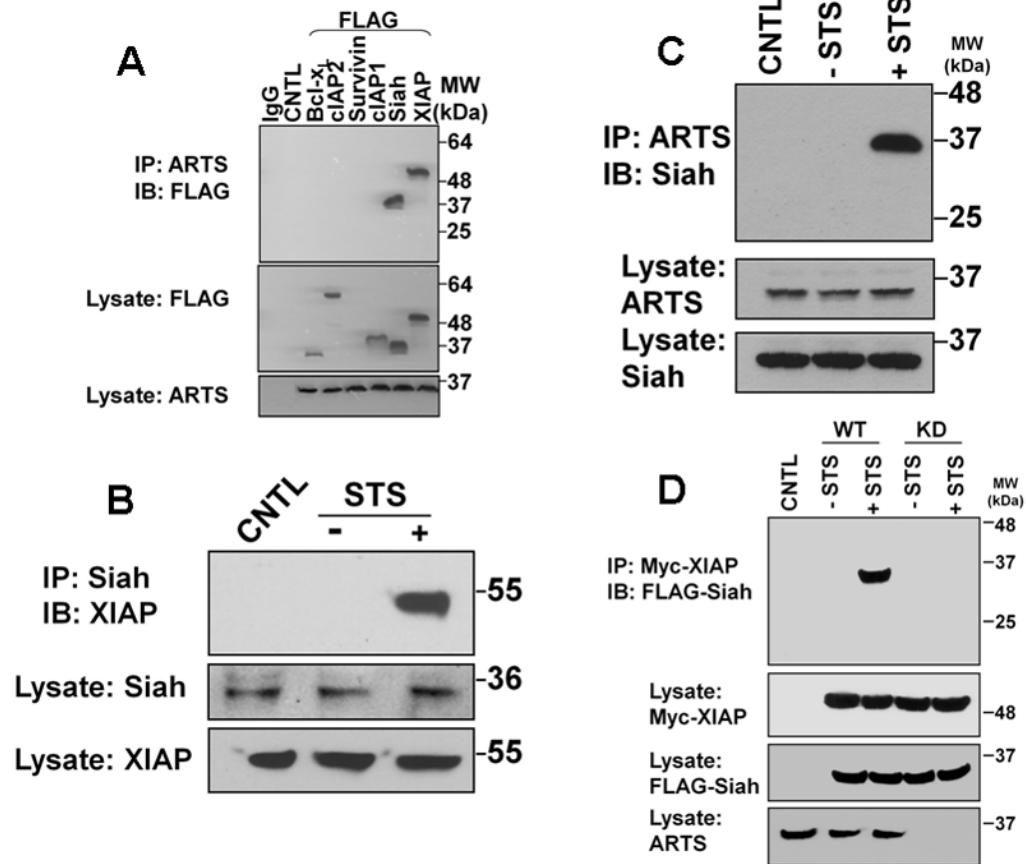 A
FLAG
IgG
CNTL
Bcl-xL
cIAP2
Survivin
cIAP1
Siah
XIAP
MW
(kDa)
IP: ARTS
IB: FLAG
64
48
37
25
Lysate: FLAG
64
48
37
Lysate: ARTS
37
B
CNTL
STS
-
+
IP: Siah
IB: XIAP
55
Lysate: Siah
36
Lysate: XIAP
55
C
CNTL
- STS
+ STS
MW
(kDa)
IP: ARTS
IB: Siah
48
37
25
Lysate:
ARTS
37
Lysate:
Siah
37
D
WT
KD
CNTL
- STS
+ STS
- STS
+ STS
MW
(kDa)
IP: Myc-XIAP
IB: FLAG-Siah
48
37
25
Lysate:
Myc-XIAP
48
Lysate:
FLAG-Siah
37
Lysate:
ARTS
37